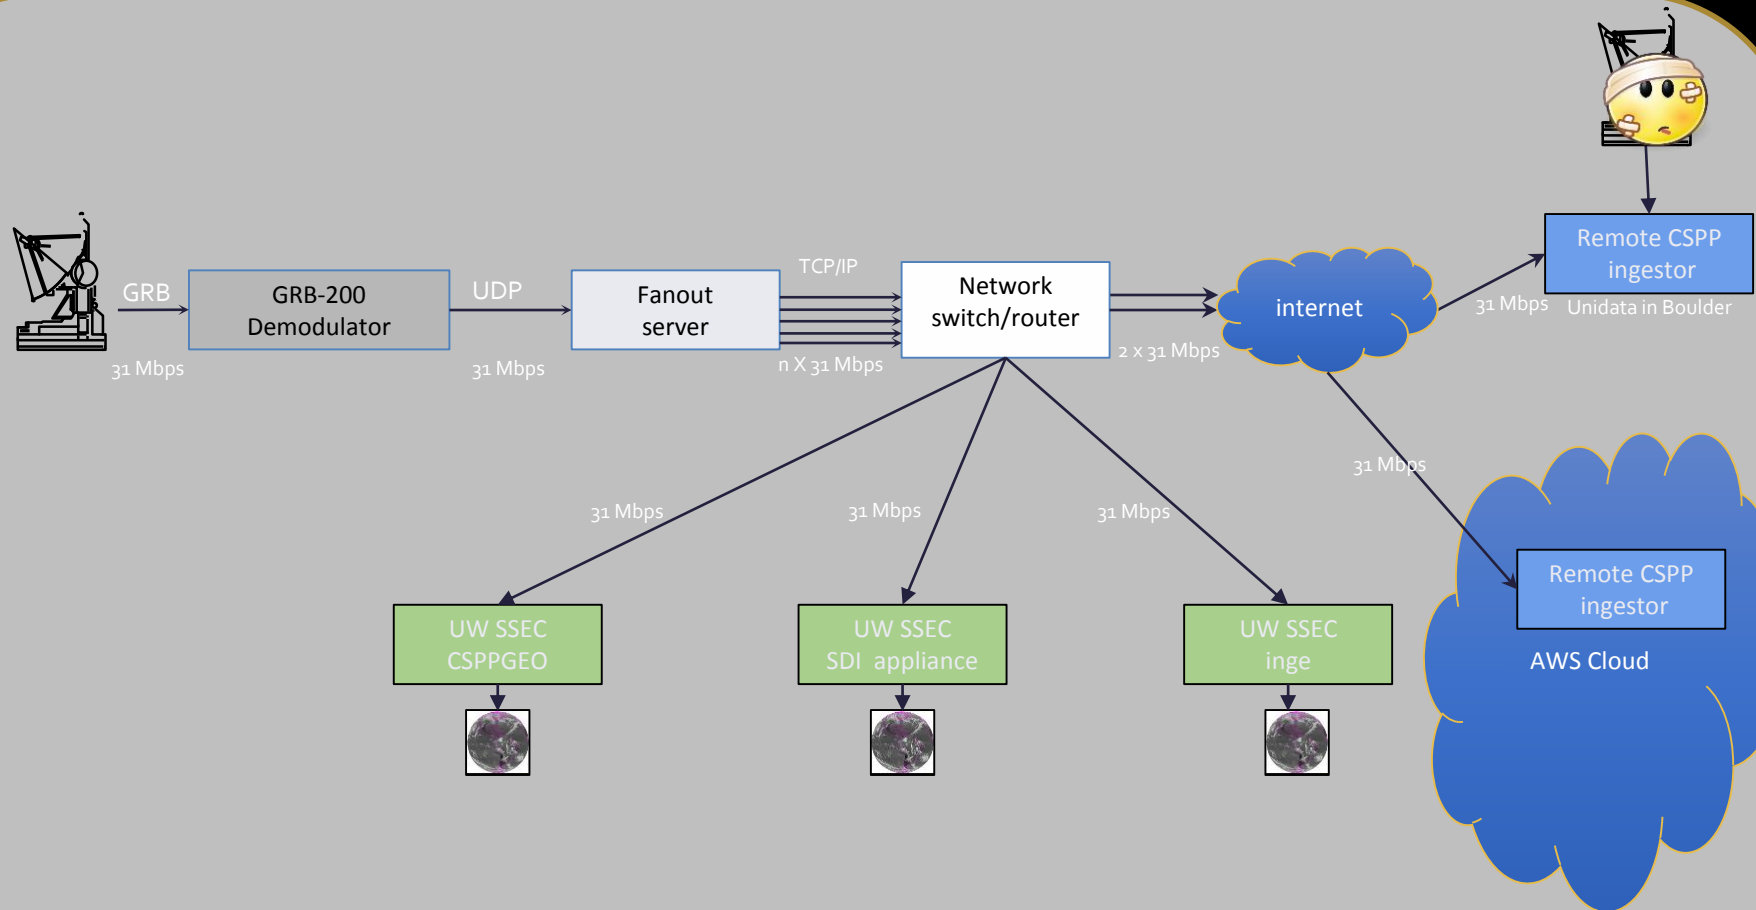 GRB
31 Mbps
GRB-200
Demodulator
UDP
31 Mbps
Fanout
server
TCP/IP
n X 31 Mbps
Network
switch/router
2 x 31 Mbps
internet
31 Mbps
Remote CSPP
ingestor
Unidata in Boulder
31 Mbps
31 Mbps
31 Mbps
31 Mbps
UW SSEC
CSPPGEO
UW SSEC
SDI appliance
UW SSEC
inge
Remote CSPP
ingestor
AWS Cloud